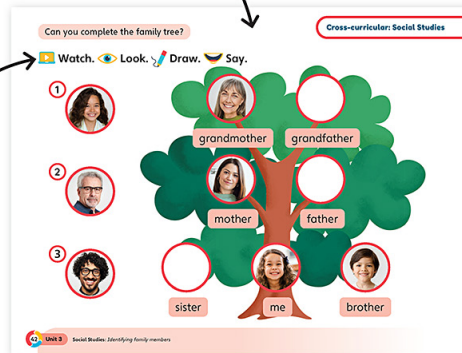 Cross-curricular: Social Studies
Can you complete the family tree?
Watch. Look. Draw. Say.
1
grandmother grandfather
2
mother father
3
sister me brother
42 Unit 3 Social Studies: Identifying family members